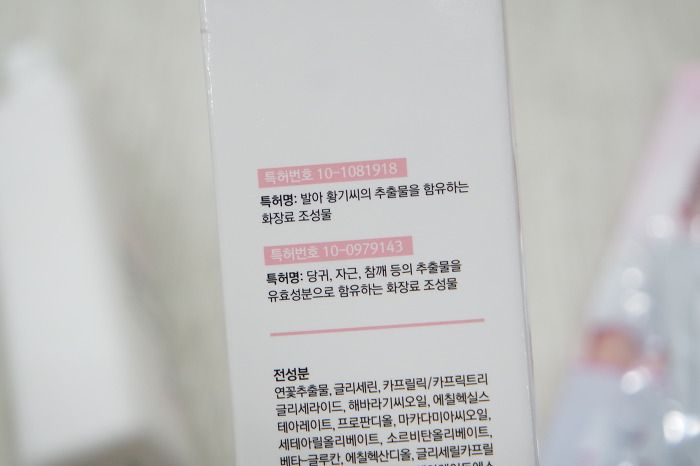 특허번호 10-1081918
특허명: 발아 황기씨의 추출물을 함유하는
화장료 조성물
특허번호 10-0979143
특허명: 당귀, 자근, 참깨 등의 추출물을
유효성분으로 함유하는 화장료 조성물
전성분
연꽃추출물, 글리세린, 카프릴릭/카프릭트리
글리세라이드, 해바라기씨오일, 에칠헥실스
테아레이트, 프로판디올, 마카다미아씨오일,
세테아릴올리베이트, 소르비탄올리베이트,
베타-글루칸, 에칠헥산디올, 글리세릴카프릴